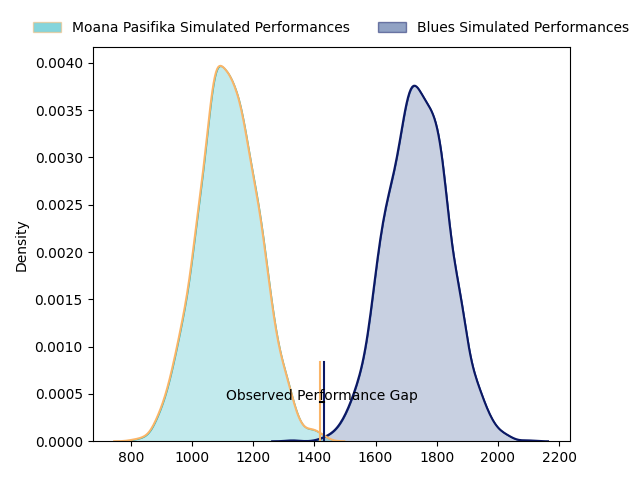 Moana Pasifika Simulated Performances
Blues Simulated Performances
0.0040
0.0035
0.0030
0.0025
0.0020
0.0015
0.0010
0.0005
0.0000
Density
Observed Performance Gap
800 1000 1200 1400 1600 1800 2000 2200